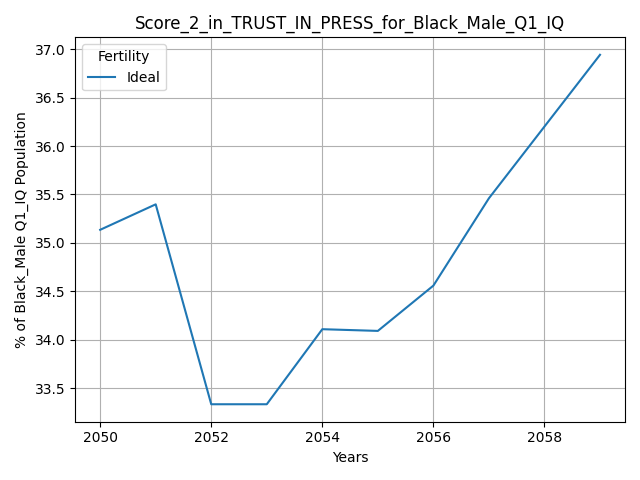 Score_2_in_TRUST_IN_PRESS_for_Black_Male_Q1_IQ
Fertility
Ideal
% of Black_Male Q1_IQ Population
37.0
36.5
36.0
35.5
35.0
34.5
34.0
33.5
2050
2052
2054
2056
2058
Years